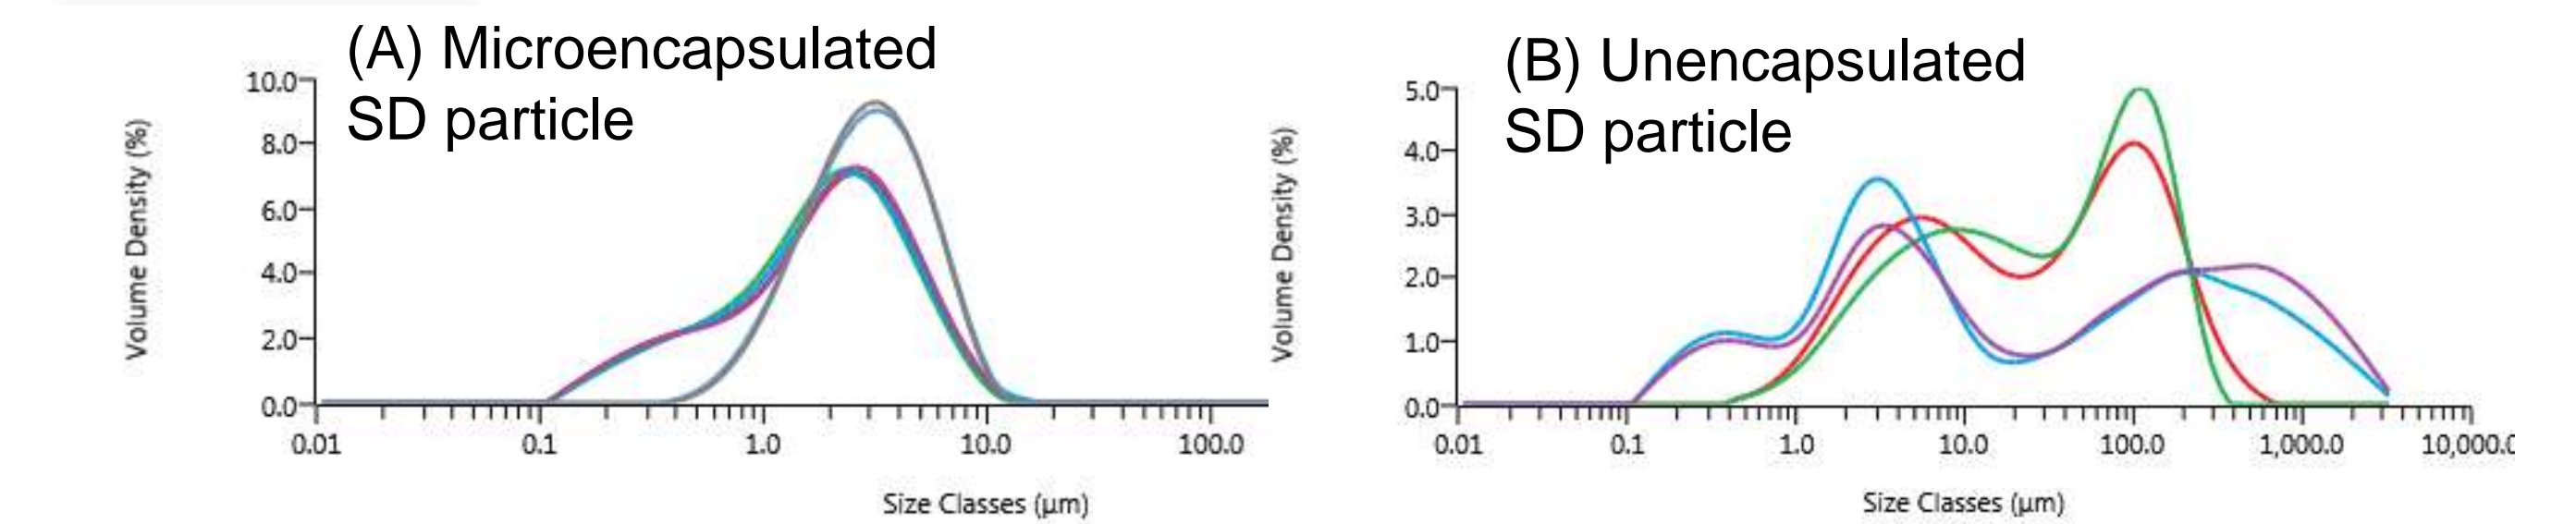 (A) Microencapsulated
SD particle
Volume Density (%)
10.0
8.0
6.0
4.0
2.0
0.0
0.01 0.1 1.0 10.0 100.0
Size Classes (µm)
(B) Unencapsulated
SD particle
Volume Density (%)
5.0
4.0
3.0
2.0
1.0
0.0
0.01 0.1 1.0 10.0 100.0 1,000.0 10,000.0
Size Classes (µm)